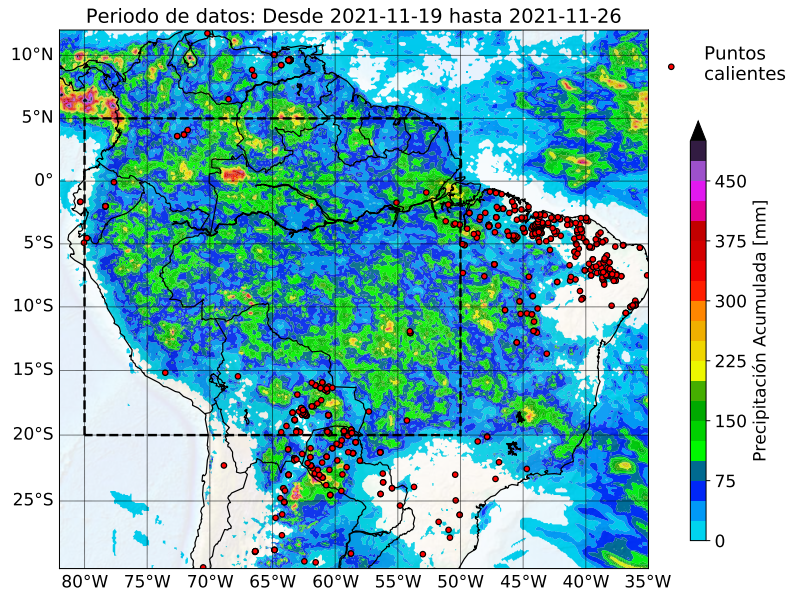 Periodo de datos: Desde 2021-11-19 hasta 2021-11-26
Puntos
calientes
10°N
5°N
0°
5°S
10°S
15°S
20°S
25°S
80°W 75°W 70°W 65°W 60°W 55°W 50°W 45°W 40°W 35°W
450
375
300
225
150
75
0
Precipitación Acumulada [mm]